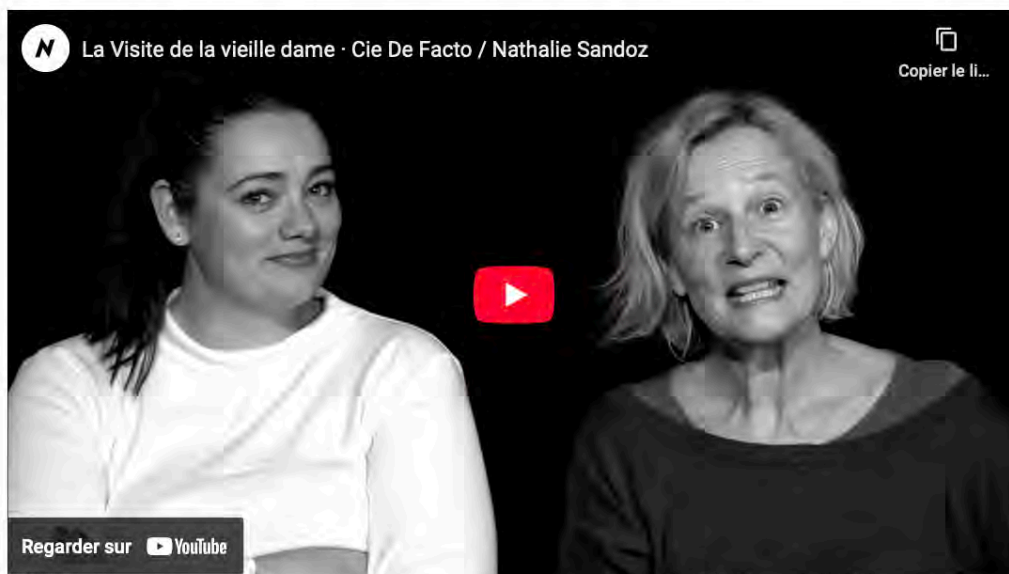 N
La Visite de la vieille dame · Cie De Facto / Nathalie Sandoz
Copier le li...
Regarder sur YouTube